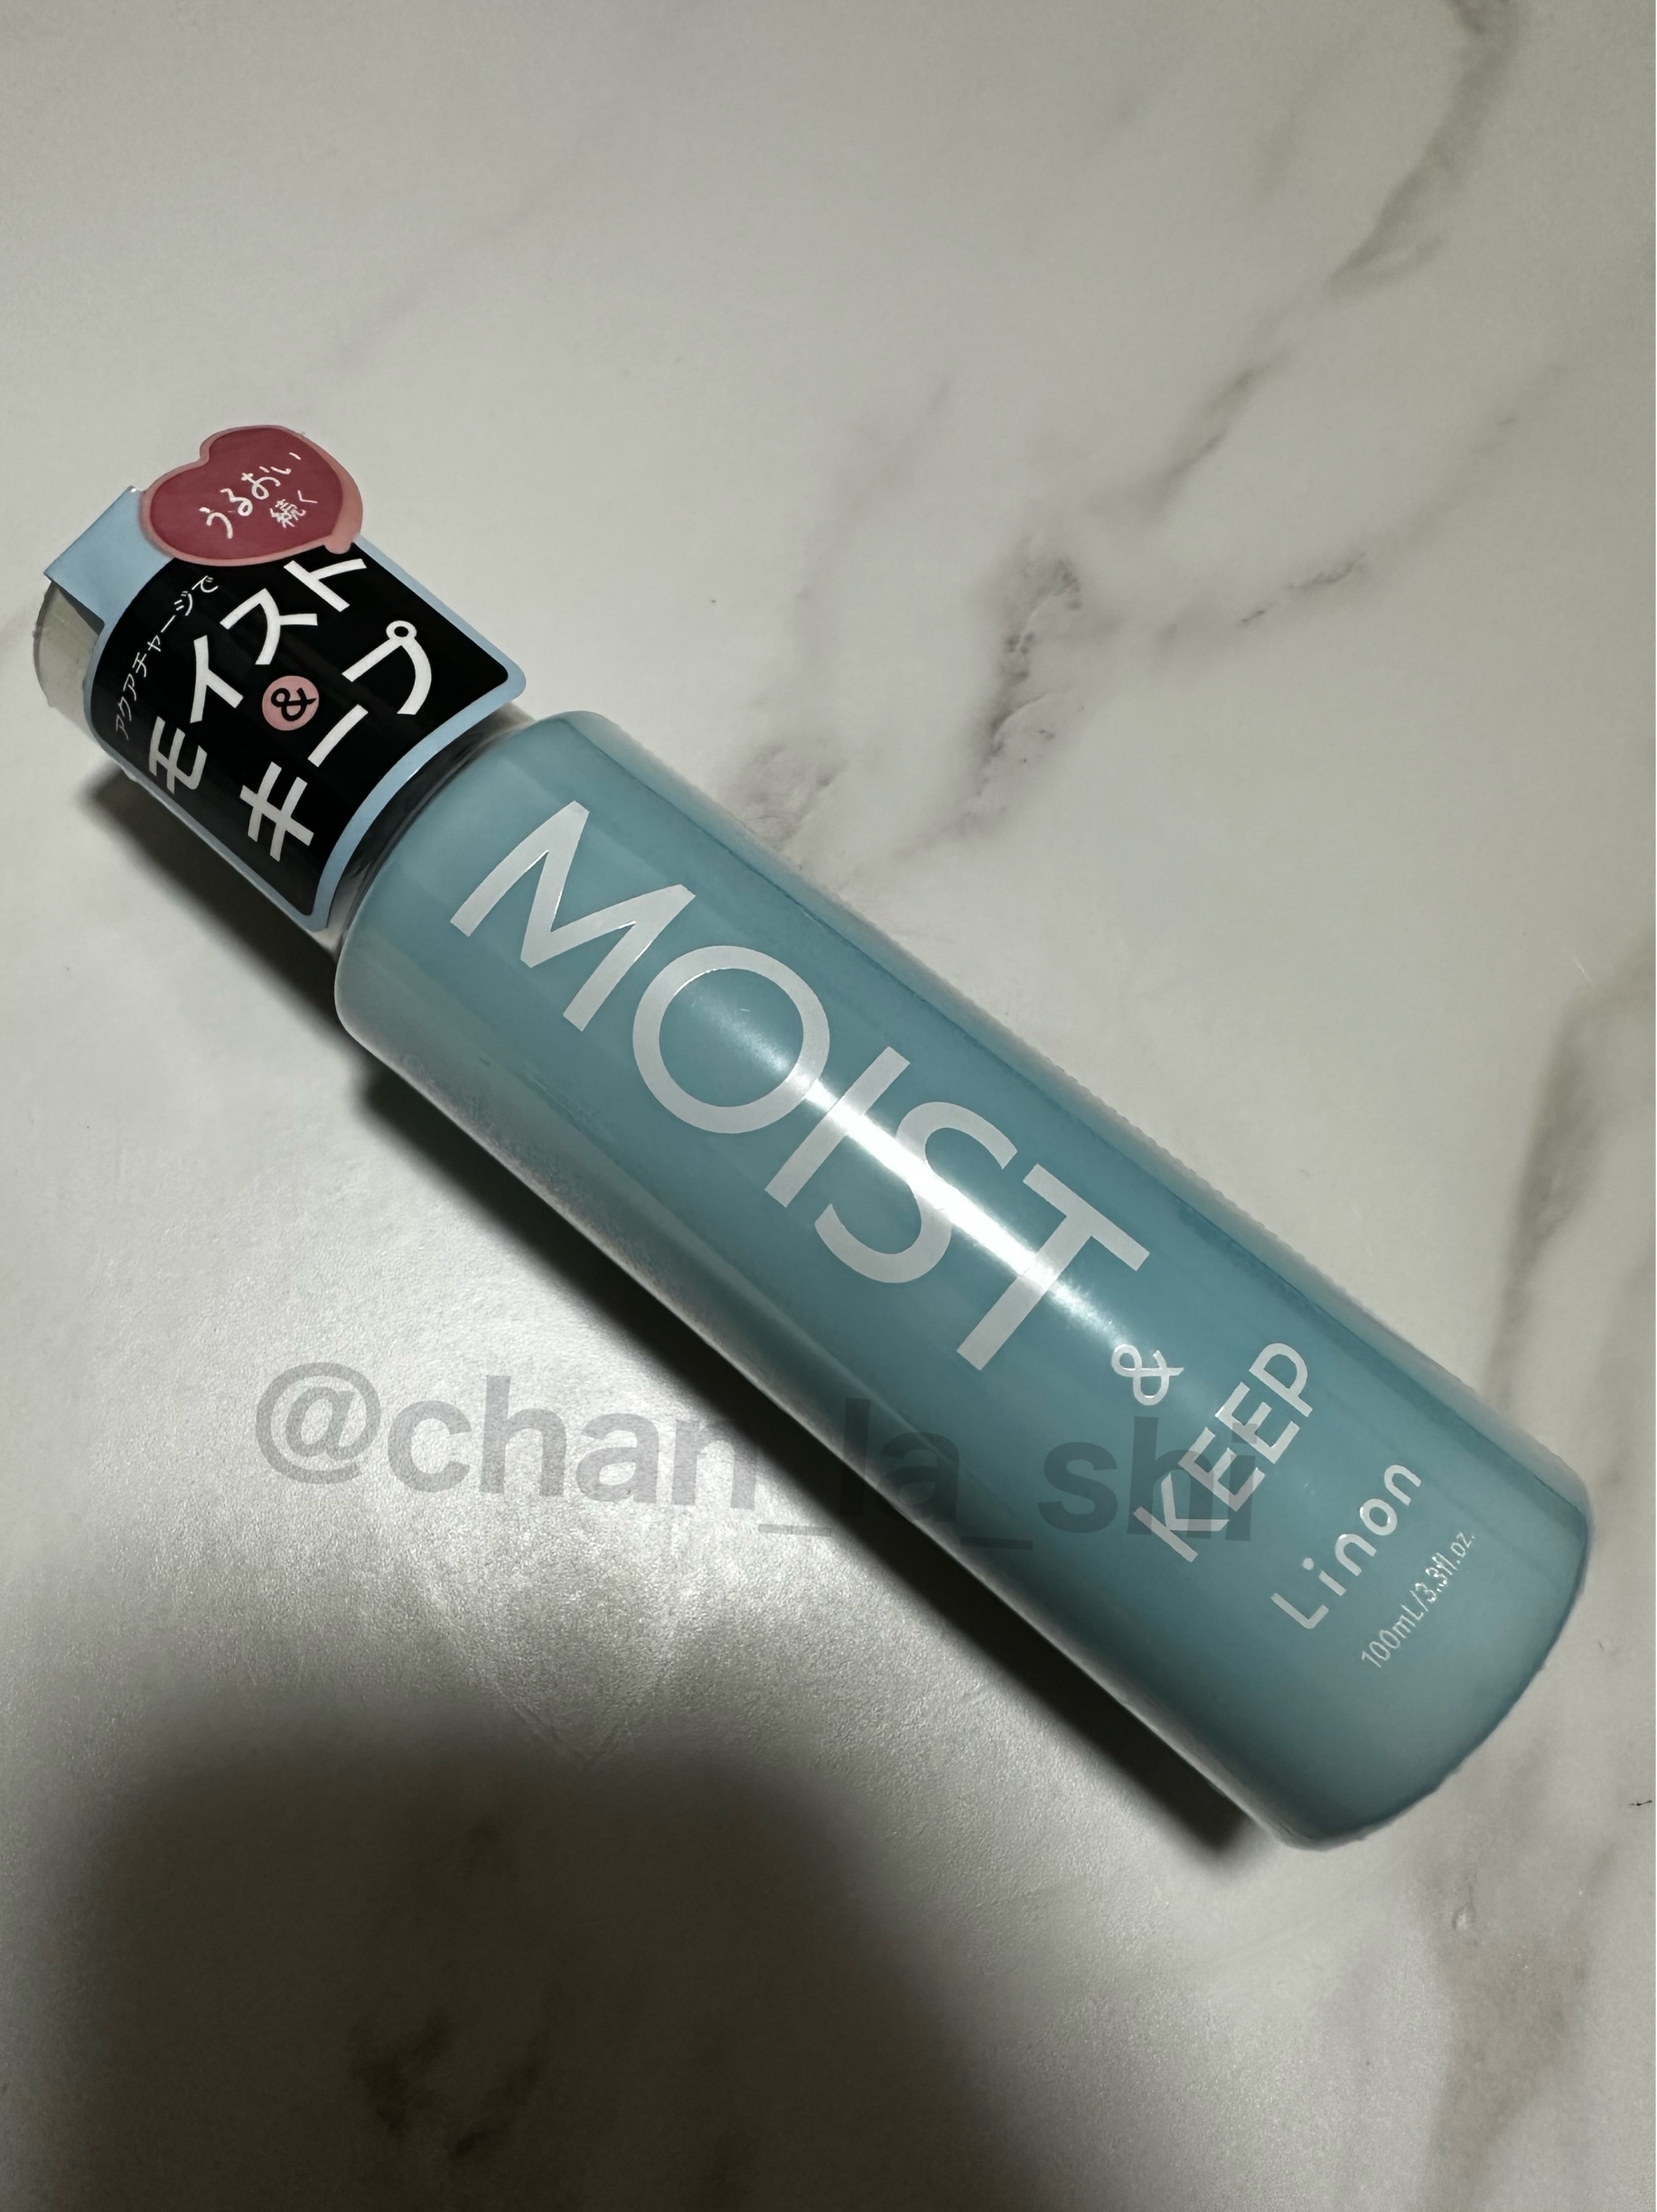 うるおい
続く
アクアチャージで
モイスト
&
キープ
MOIST
&
KEEP
Linon
100mL/3.3fl.oz.
@chan_la_shi